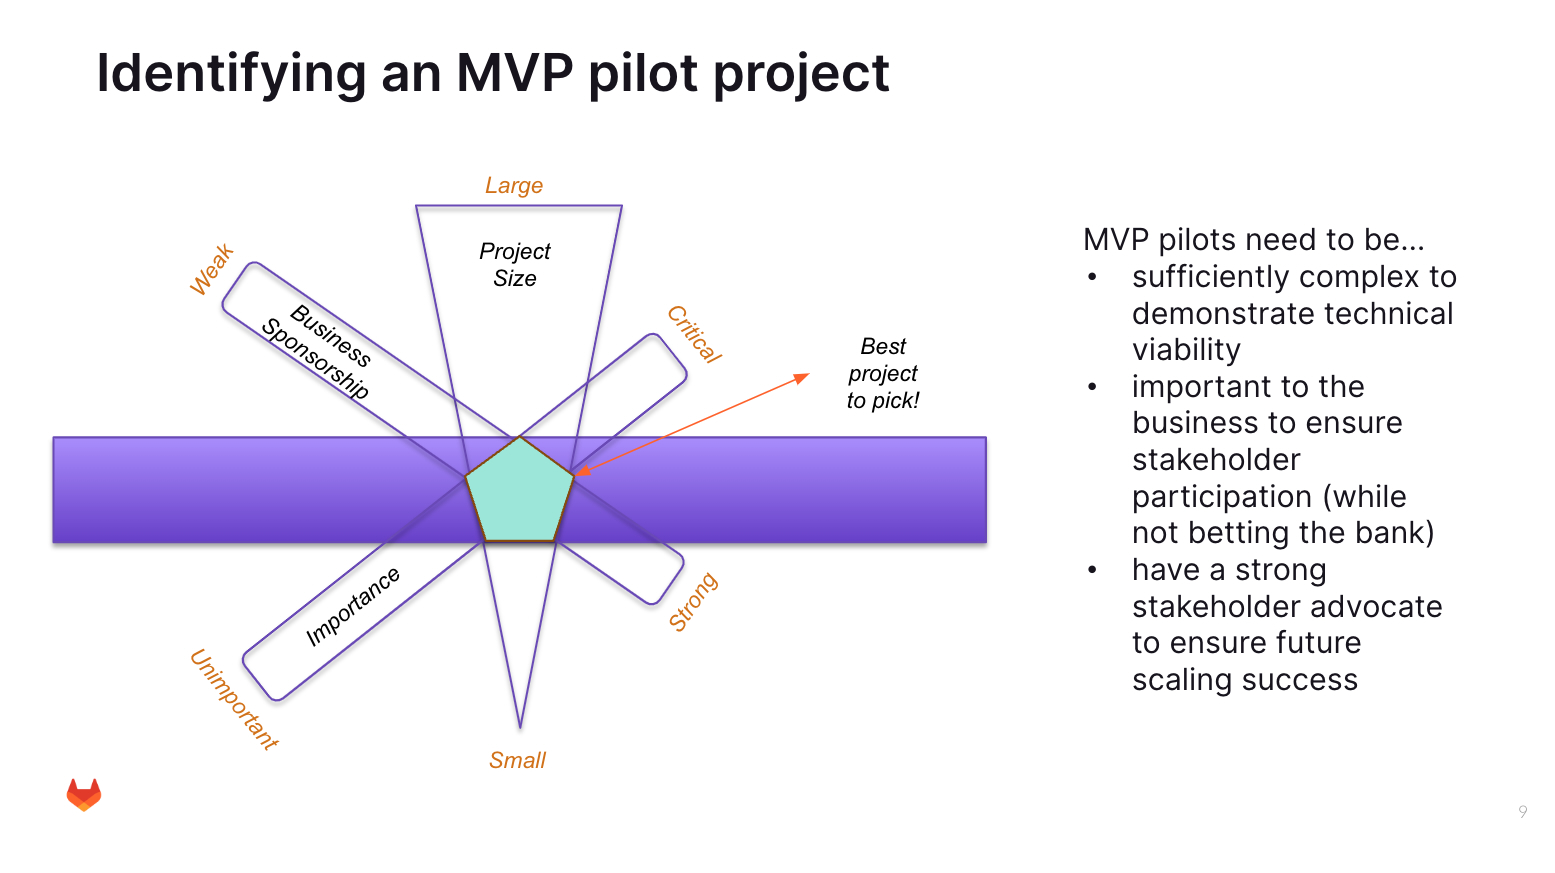 Identifying an MVP pilot project
Large
Project
Size
Weak
Business
Sponsorship
Critical
Best
project
to pick!
Importance
Unimportant
Strong
Small
MVP pilots need to be...
• sufficiently complex to
demonstrate technical
viability
• important to the
business to ensure
stakeholder
participation (while
not betting the bank)
• have a strong
stakeholder advocate
to ensure future
scaling success
9